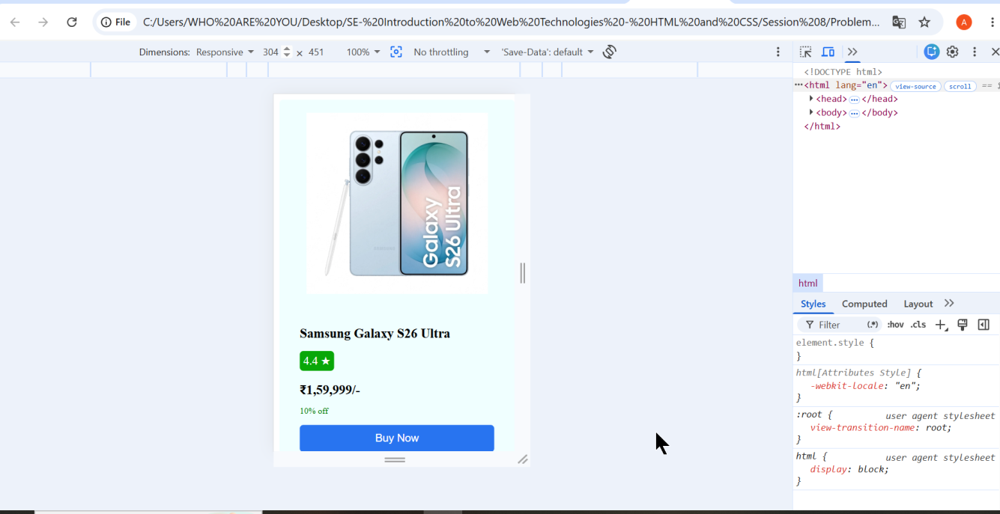 File C:/Users/WHO%20ARE%20YOU/Desktop/SE-%20Introduction%20to%20Web%20Technologies%20-%20HTML%20and%20CSS/Session%208/Problem... A
Dimensions: Responsive 304 × 451 100% No throttling 'Save-Data': default
<!DOCTYPE html>
···<html lang="en"> view-source scroll ==
<head> ··· </head>
<body> ··· </body>
</html>
Galaxy
S26 Ultra
SAMSUNG
Samsung Galaxy S26 Ultra
4.4 ★
₹1,59,999/-
10% off
Buy Now
html
Styles Computed Layout
Filter (.*) :hov .cls
element.style {
}
html[Attributes Style] {
-webkit-locale: "en";
}
:root { user agent stylesheet
view-transition-name: root;
}
html { user agent stylesheet
display: block;
}